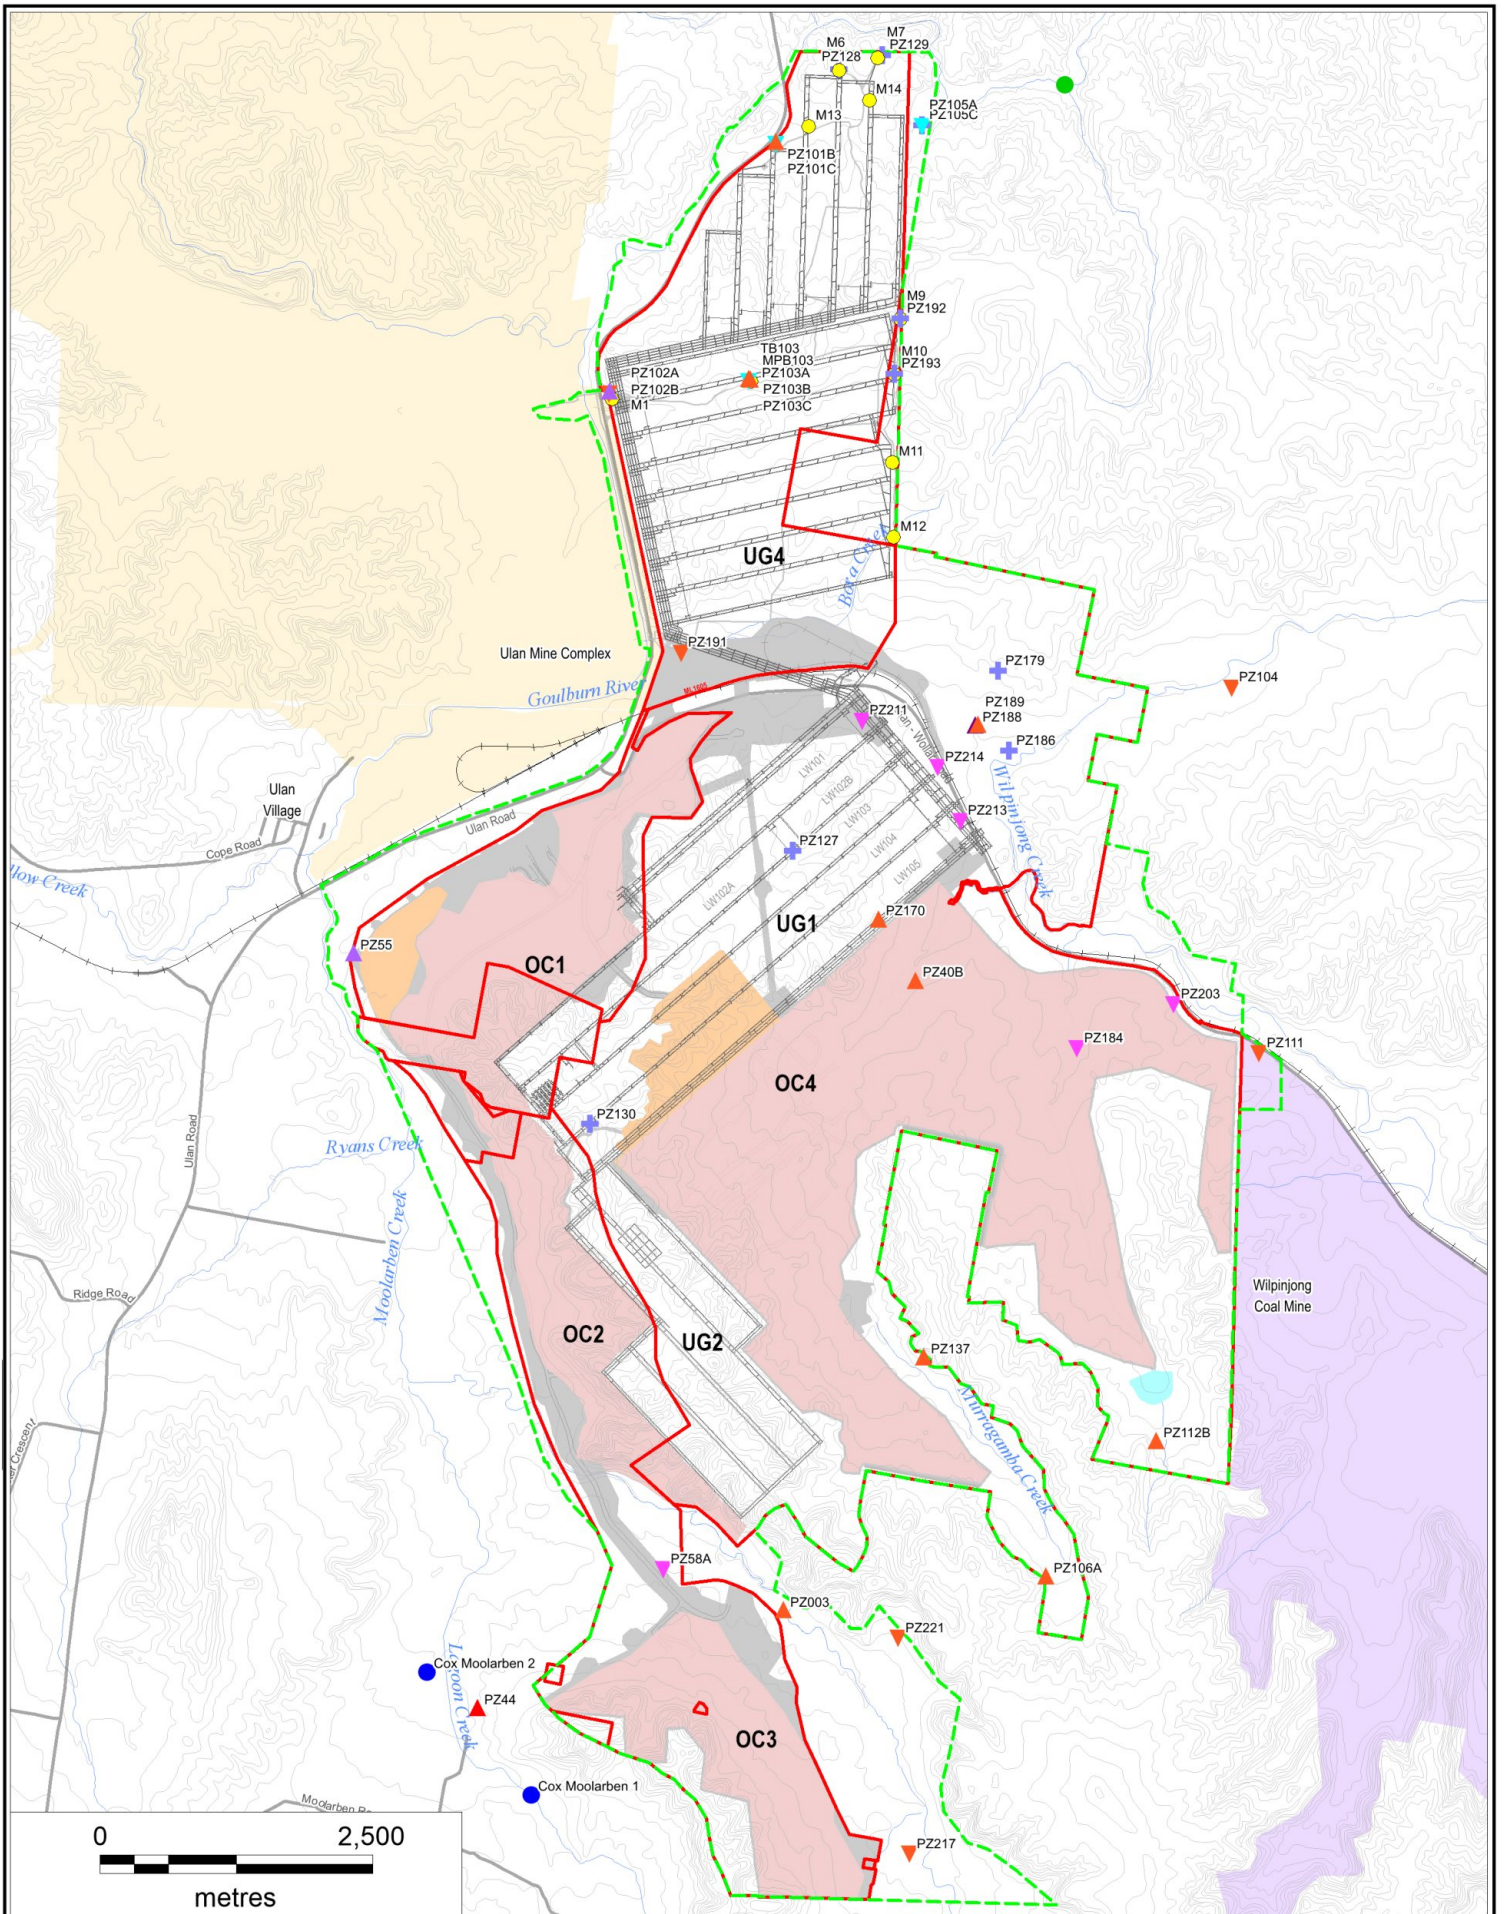 M7
M6
PZ129
PZ128
M14
PZ105A
PZ105C
M13
PZ101B
PZ101C
M9
PZ192
TB103
MPB103
M10
PZ193
PZ102A
PZ103A
PZ102B
PZ103B
M1
PZ103C
M11
M12
UG4
Bora Creek
PZ191
Ulan Mine Complex
PZ179
PZ104
Goulburn River
ML1605
PZ189
PZ211
PZ188
PZ214
PZ186
LW101
LW102B
Wilpinjong Creek
Ulan
Village
LW103
PZ213
Ulan Road
LW104
PZ127
Cope Road
LW105
LW102A
PZ170
UG1
PZ55
OC1
PZ40B
PZ203
PZ184
PZ111
OC4
PZ130
Ulan Road
Ryans Creek
Moolarben Creek
Wilpinjong
Coal Mine
Ridge Road
OC2
UG2
PZ137
Murragamba Creek
PZ112B
Crescent
PZ58A
PZ106A
PZ003
PZ221
Cox Moolarben 2
Lagoon Creek
PZ44
OC3
Cox Moolarben 1
Moolarben
0
2,500
PZ217
metres